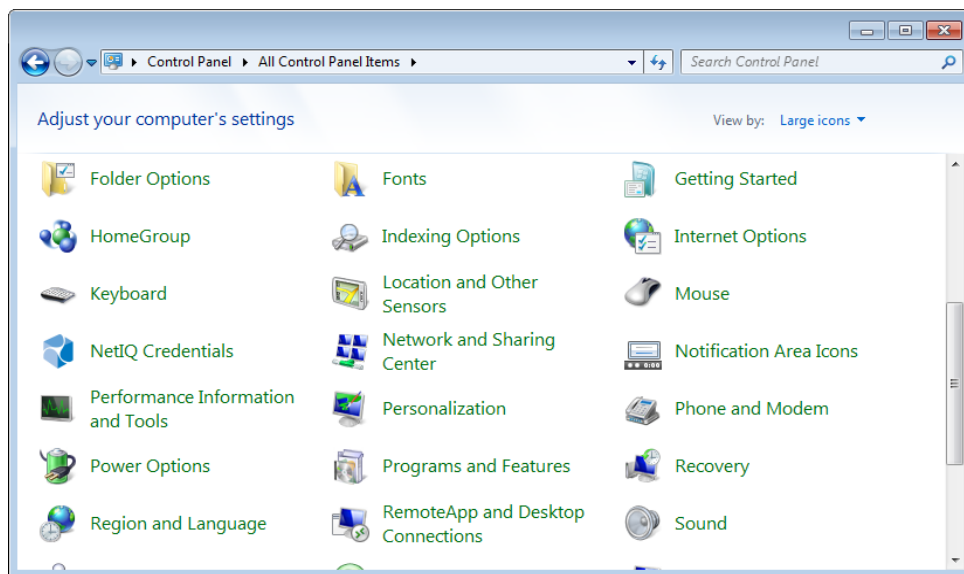 Control Panel All Control Panel Items Search Control Panel
Adjust your computer's settings View by: Large icons
Folder Options Fonts Getting Started
HomeGroup Indexing Options Internet Options
Keyboard Location and Other Sensors Mouse
NetIQ Credentials Network and Sharing Center Notification Area Icons
Performance Information and Tools Personalization Phone and Modem
Power Options Programs and Features Recovery
Region and Language RemoteApp and Desktop Connections Sound